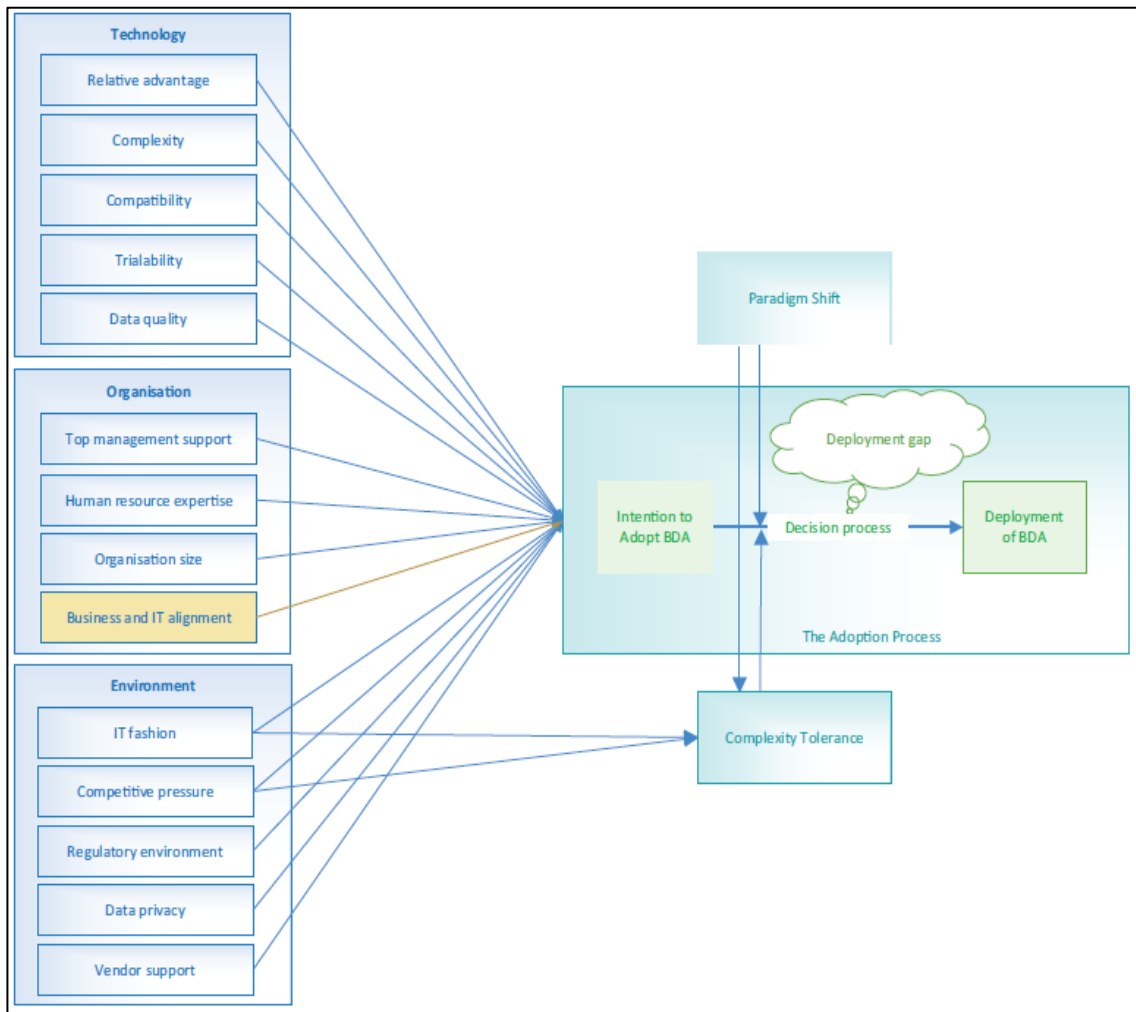 Technology
Relative advantage
Complexity
Compatibility
Trialability
Data quality
Organisation
Top management support
Human resource expertise
Organisation size
Business and IT alignment
Environment
IT fashion
Competitive pressure
Regulatory environment
Data privacy
Vendor support
Paradigm Shift
Deployment gap
Intention to
Adopt BDA
Decision process
Deployment
of BDA
The Adoption Process
Complexity Tolerance